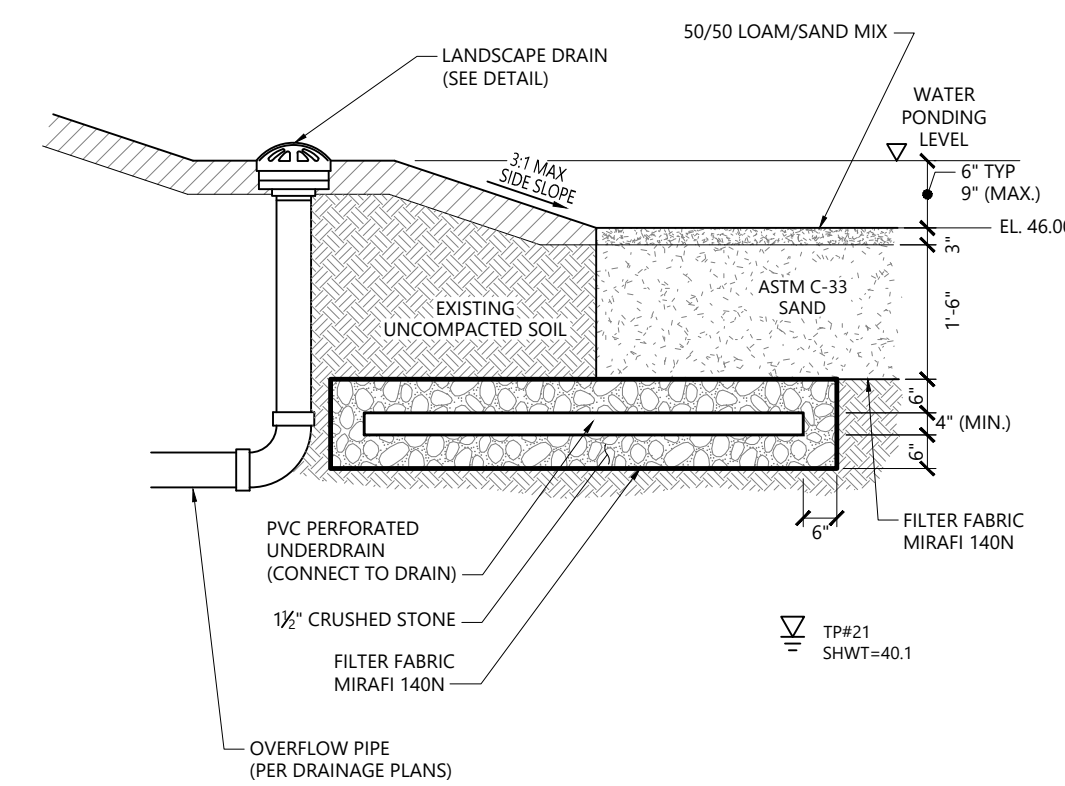 50/50 LOAM/SAND MIX
LANDSCAPE DRAIN
(SEE DETAIL)
WATER
PONDING
LEVEL
3:1 MAX
SIDE SLOPE
6" TYP
9" (MAX.)
EL. 46.00
3"
ASTM C-33
SAND
1'-6"
EXISTING
UNCOMPACTED SOIL
6"
4" (MIN.)
6"
6"
FILTER FABRIC
MIRAFI 140N
PVC PERFORATED
UNDERDRAIN
(CONNECT TO DRAIN)
1½" CRUSHED STONE
FILTER FABRIC
MIRAFI 140N
TP#21
SHWT=40.1
OVERFLOW PIPE
(PER DRAINAGE PLANS)